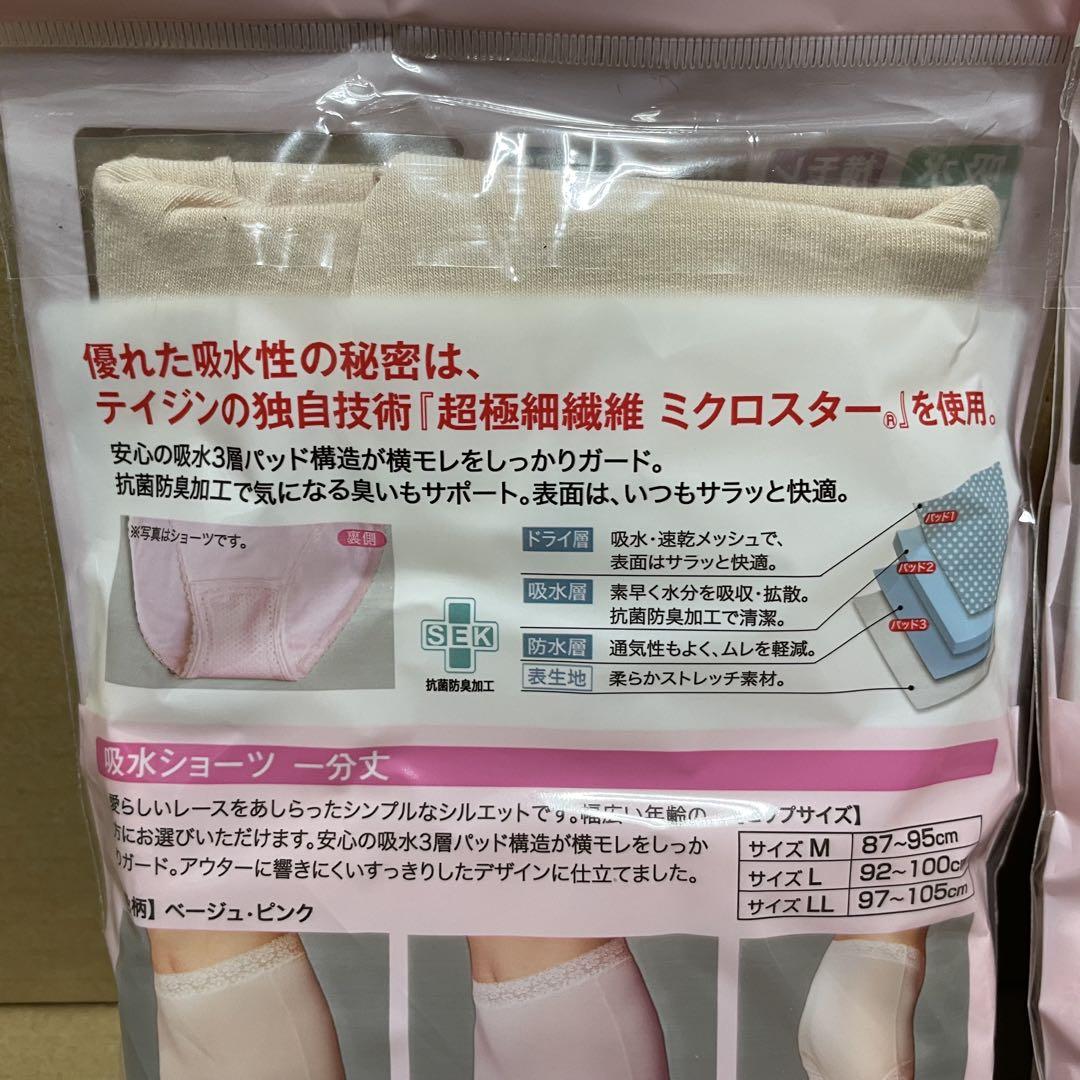 優れた吸水性の秘密は、
テイジンの独自技術『超極細繊維 ミクロスター®』を使用。
安心の吸水3層パッド構造が横モレをしっかりガード。
抗菌防臭加工で気になる臭いもサポート。表面は、いつもサラッと快適。
※写真はショーツです。
裏側
SEK
抗菌防臭加工
ドライ層 吸水・速乾メッシュで、
表面はサラッと快適。
吸水層 素早く水分を吸収・拡散。
抗菌防臭加工で清潔。
防水層 通気性もよく、ムレを軽減。
表生地 柔らかストレッチ素材。
パッド1
パッド2
パッド3
吸水ショーツ 一分丈
愛らしいレースをあしらったシンプルなシルエットです。幅広い年齢の
方にお選びいただけます。安心の吸水3層パッド構造が横モレをしっか
りガード。アウターに響きにくいすっきりしたデザインに仕立てました。
柄】ベージュ・ピンク
ップサイズ】
サイズ M 87~95cm
サイズ L 92~100cm
サイズ LL 97~105cm
吸水
横モレ